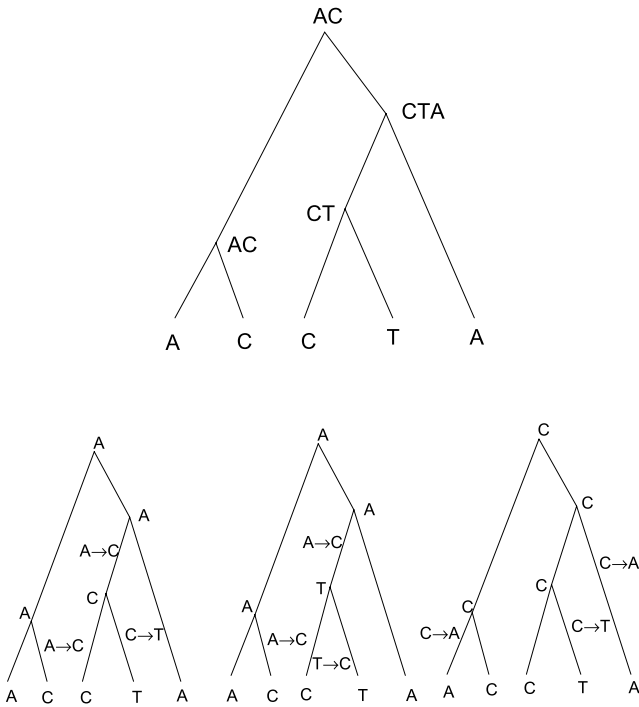 AC
CTA
CT
AC
A C C T A
A A C
A A C
A→C A→C C→A
C T C
A A C
A→C C→T A→C T→C C→A C→T
A C C T A A C C T A A C C T A